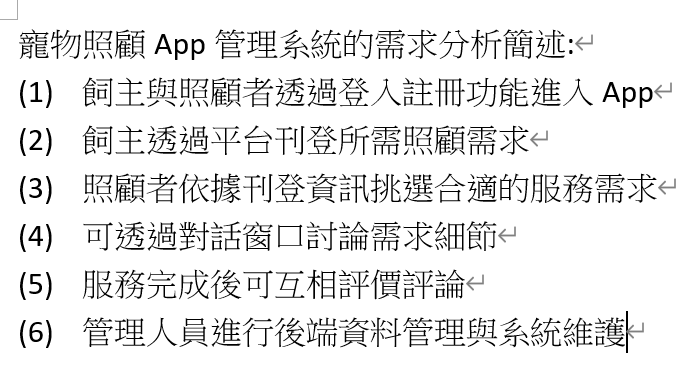 寵物照顧 App 管理系統的需求分析簡述:
(1) 飼主與照顧者透過登入註冊功能進入 App
(2) 飼主透過平台刊登所需照顧需求
(3) 照顧者依據刊登資訊挑選合適的服務需求
(4) 可透過對話窗口討論需求細節
(5) 服務完成後可互相評價評論
(6) 管理人員進行後端資料管理與系統維護